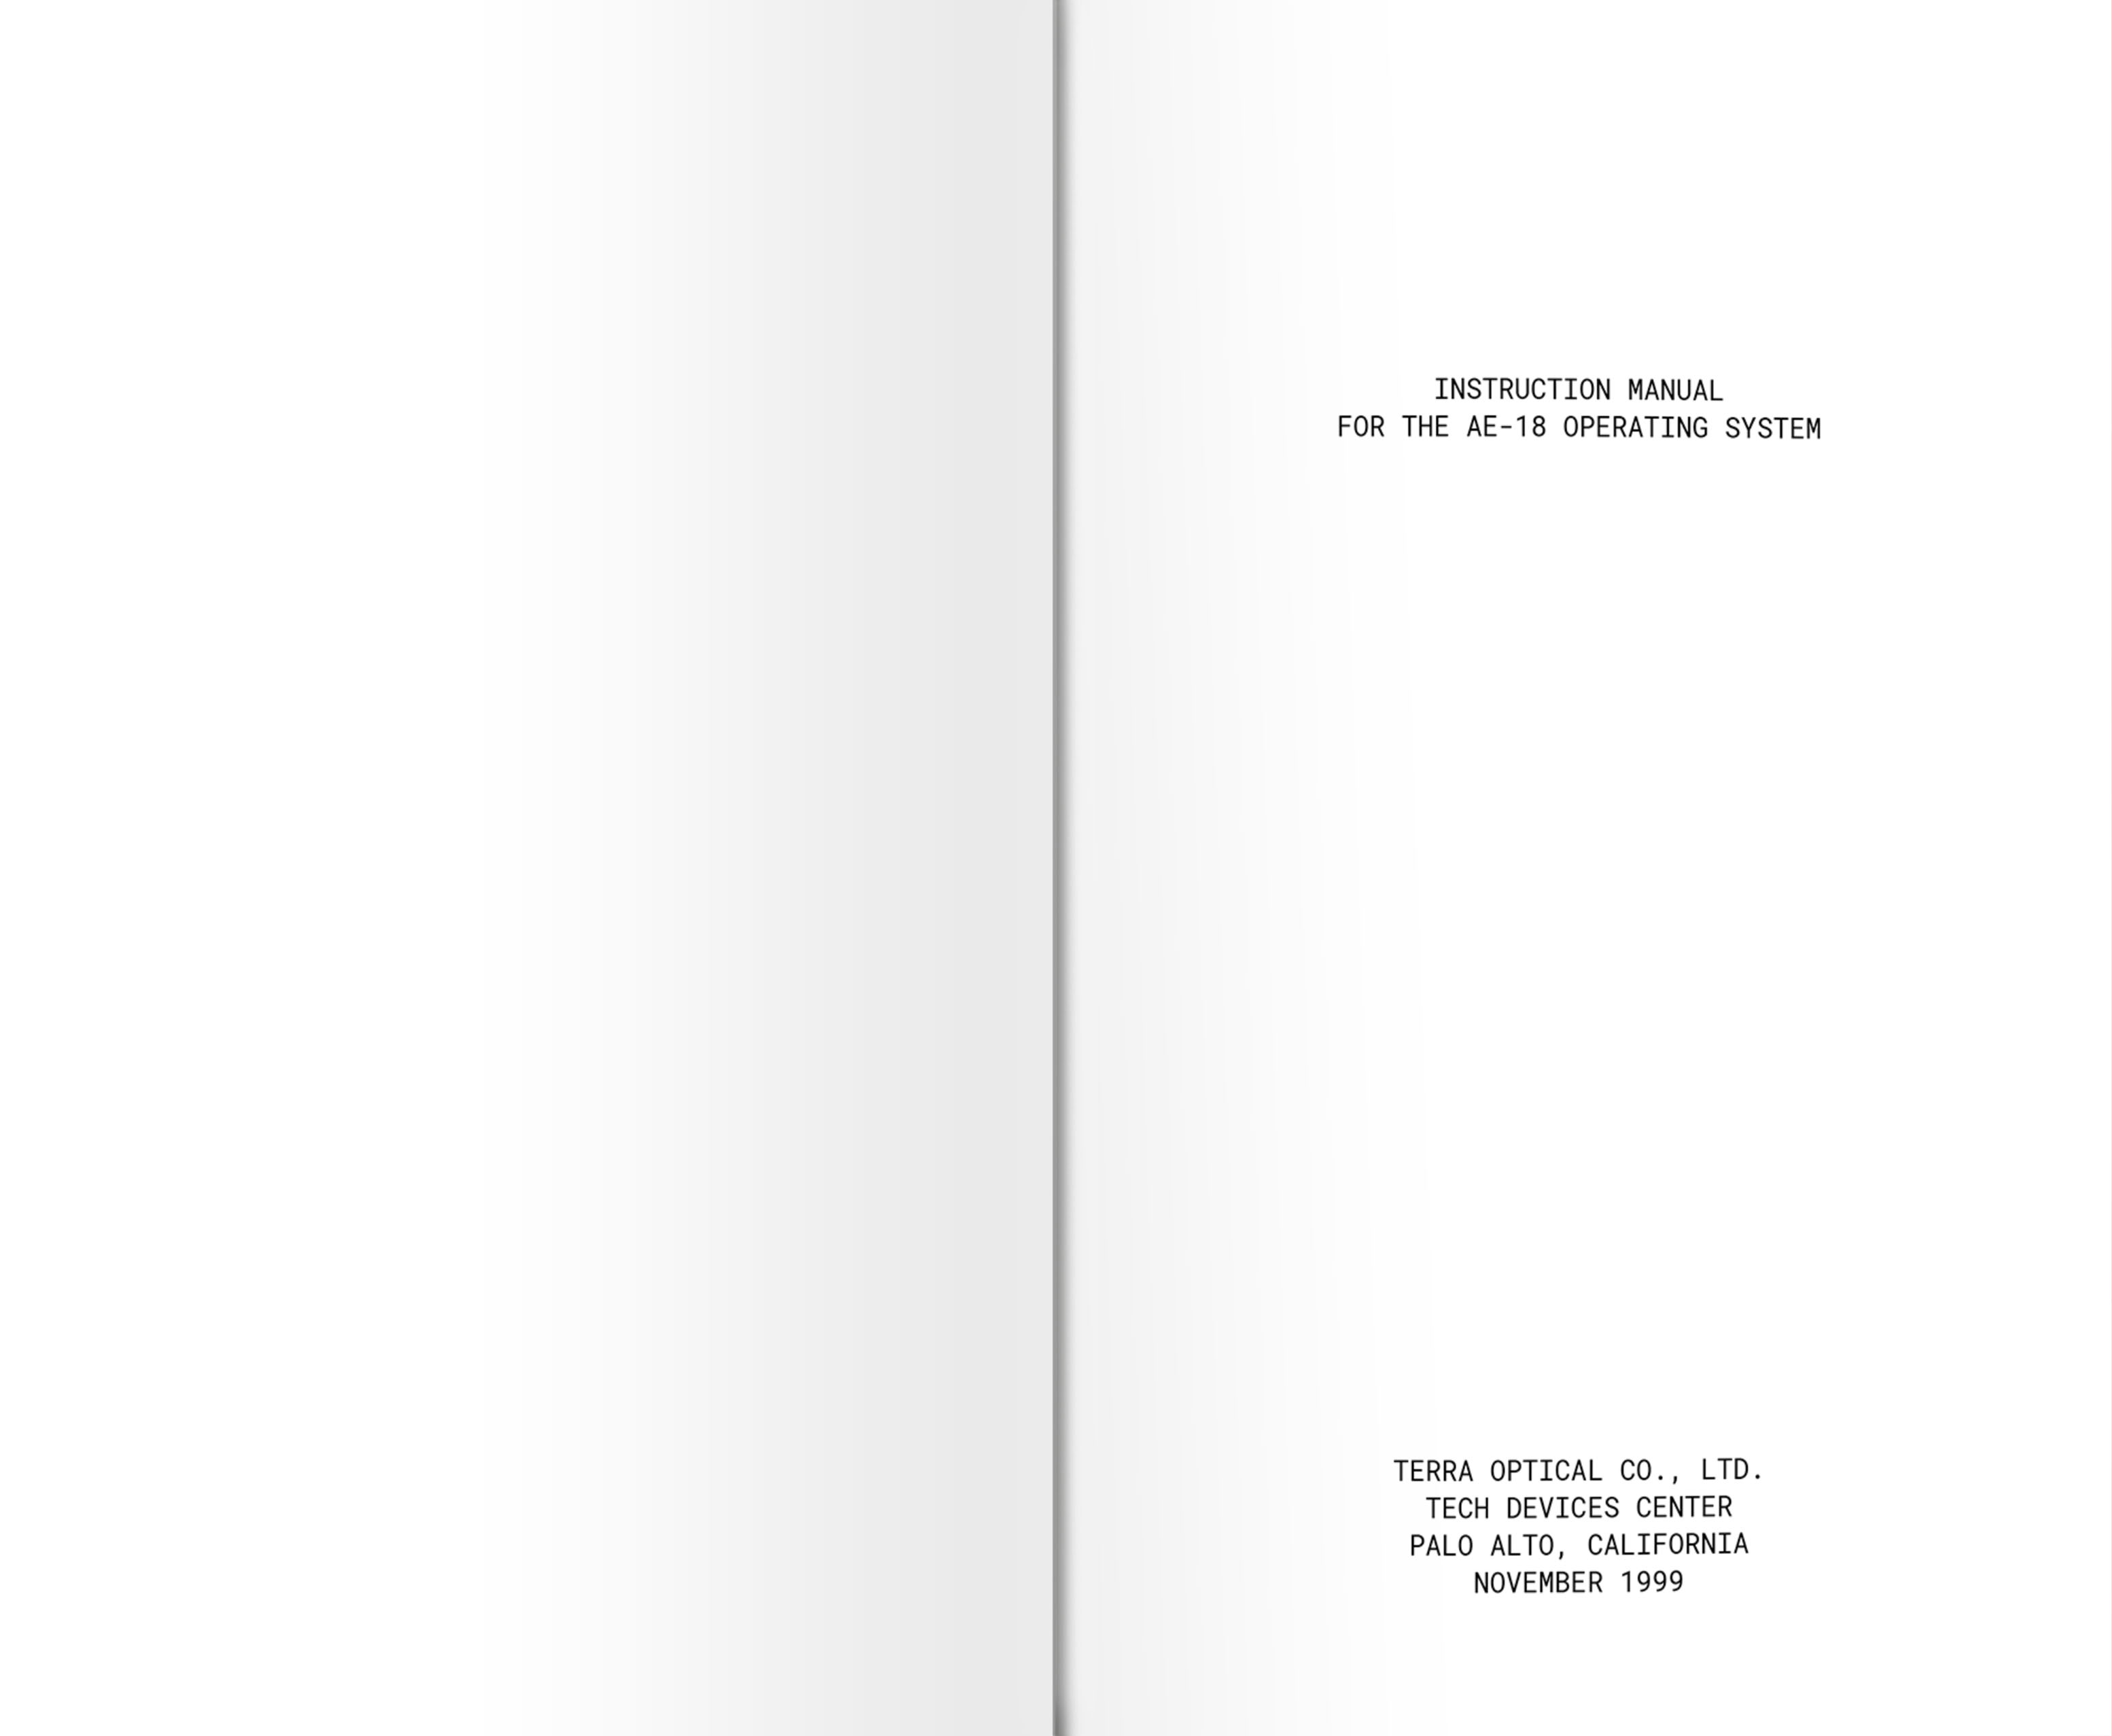 INSTRUCTION MANUAL
FOR THE AE-18 OPERATING SYSTEM
TERRA OPTICAL CO., LTD.
TECH DEVICES CENTER
PALO ALTO, CALIFORNIA
NOVEMBER 1999